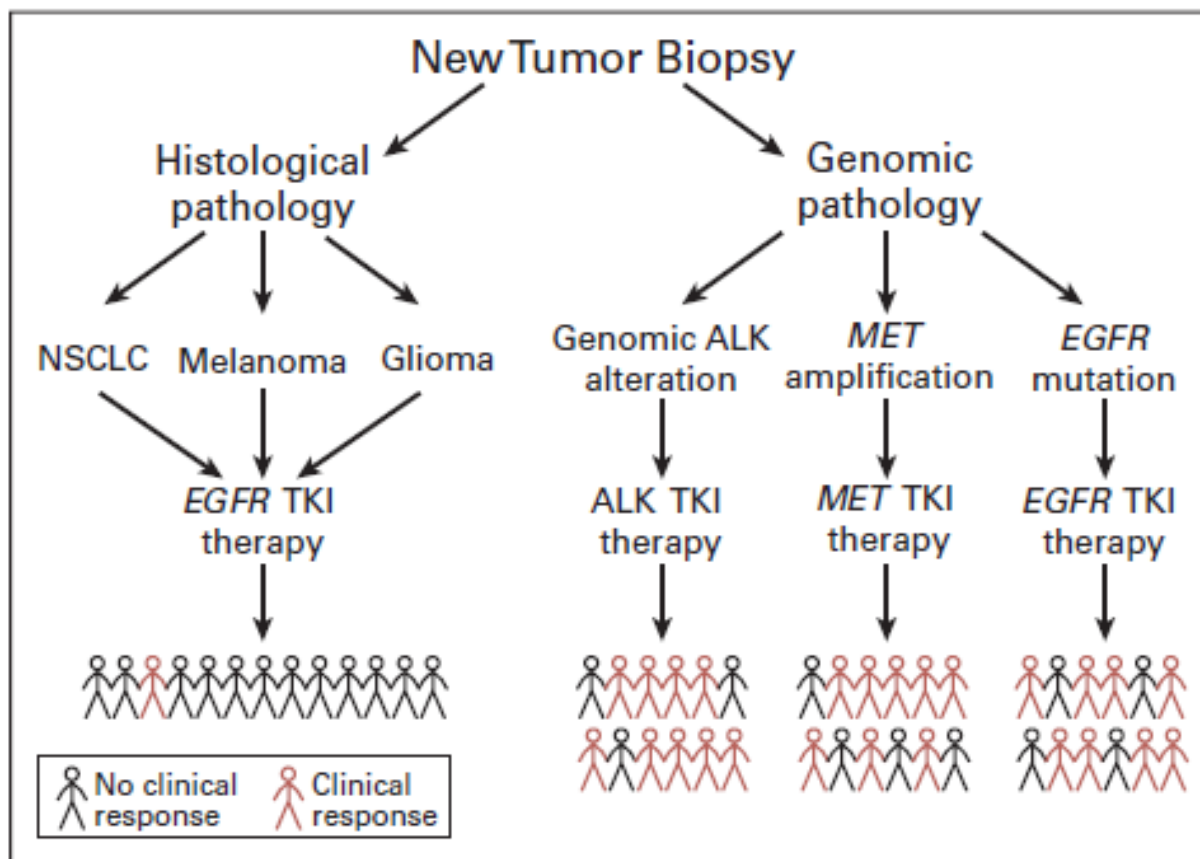 New Tumor Biopsy
Histological
pathology
Genomic
pathology
NSCLC
Melanoma
Glioma
Genomic ALK
alteration
MET
amplification
EGFR
mutation
EGFR TKI
therapy
ALK TKI
therapy
MET TKI
therapy
EGFR TKI
therapy
No clinical
response
Clinical
response